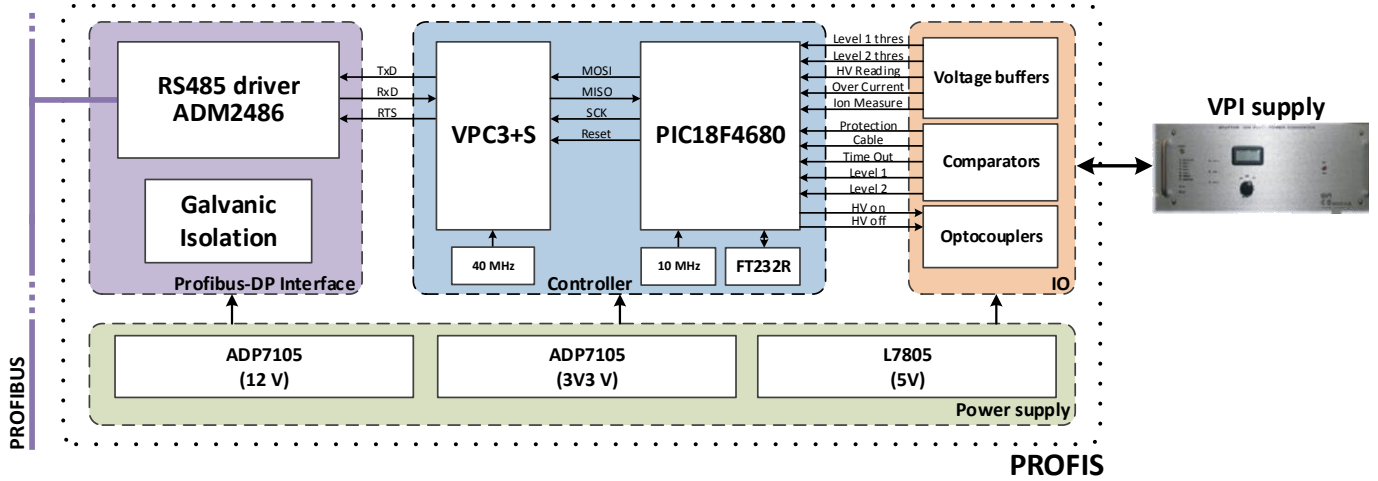 PROFIBUS
RS485 driver
ADM2486
Galvanic
Isolation
Profibus-DP Interface
TxD
RxD
RTS
VPC3+S
40 MHz
MOSI
MISO
SCK
Reset
PIC18F4680
10 MHz
FT232R
Controller
Level 1 thres
Level 2 thres
HV Reading
Over Current
Ion Measure
Protection
Cable
Time Out
Level 1
Level 2
HV on
HV off
Voltage buffers
Comparators
Optocouplers
IO
VPI supply
ADP7105
(12 V)
ADP7105
(3V3 V)
L7805
(5V)
Power supply
PROFIS